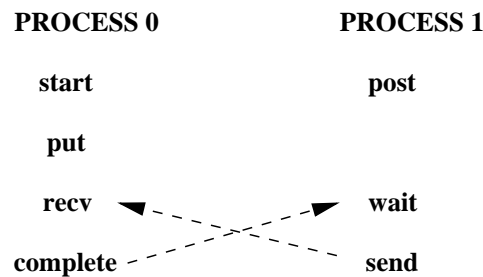 PROCESS 0 PROCESS 1
start post
put
recv wait
complete send